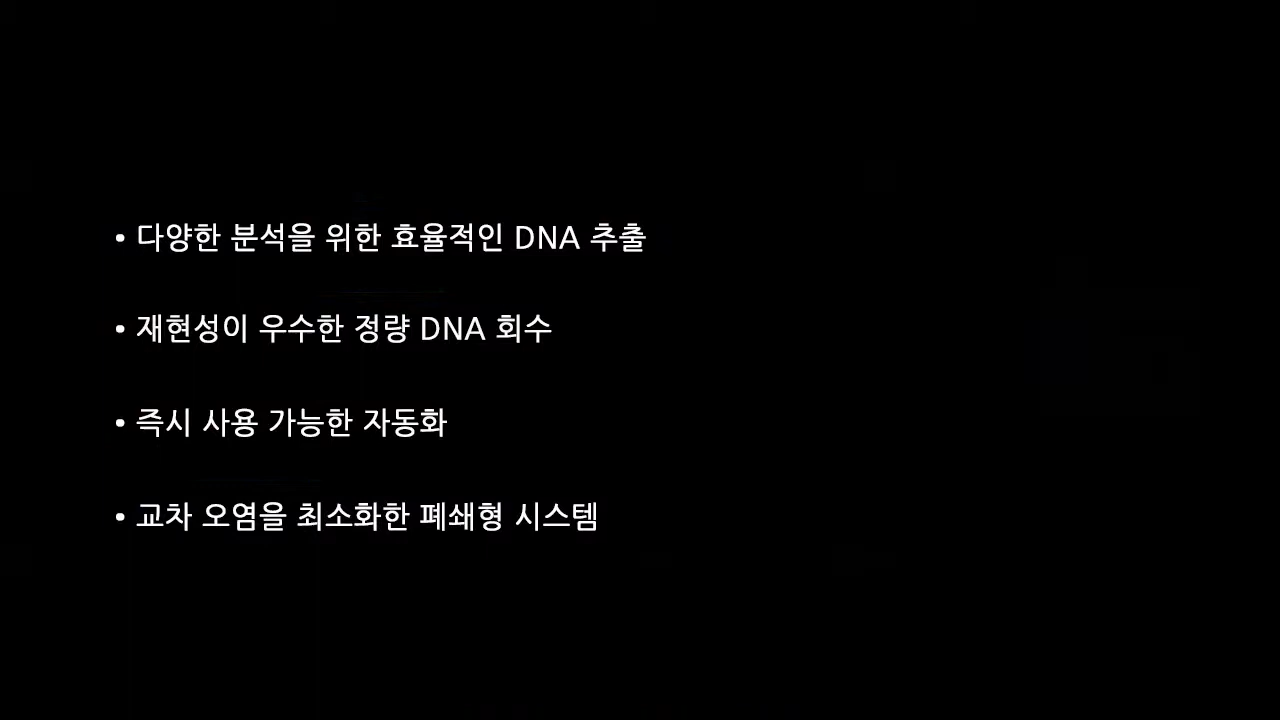 • 다양한 분석을 위한 효율적인 DNA 추출
• 재현성이 우수한 정량 DNA 회수
• 즉시 사용 가능한 자동화
• 교차 오염을 최소화한 폐쇄형 시스템